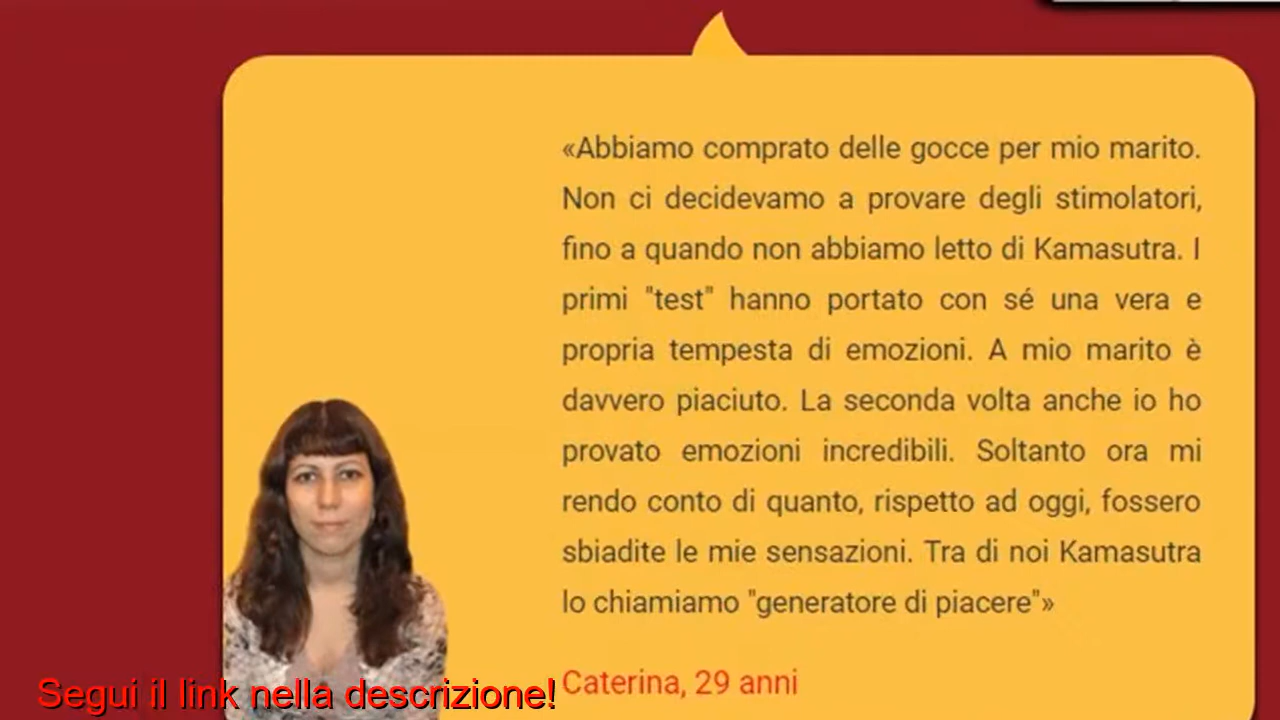 «Abbiamo comprato delle gocce per mio marito.
Non ci decidevamo a provare degli stimolatori,
fino a quando non abbiamo letto di Kamasutra. I
primi "test" hanno portato con sé una vera e
propria tempesta di emozioni. A mio marito è
davvero piaciuto. La seconda volta anche io ho
provato emozioni incredibili. Soltanto ora mi
rendo conto di quanto, rispetto ad oggi, fossero
sbiadite le mie sensazioni. Tra di noi Kamasutra
lo chiamiamo "generatore di piacere"»
Caterina, 29 anni
Segui il link nella descrizione!